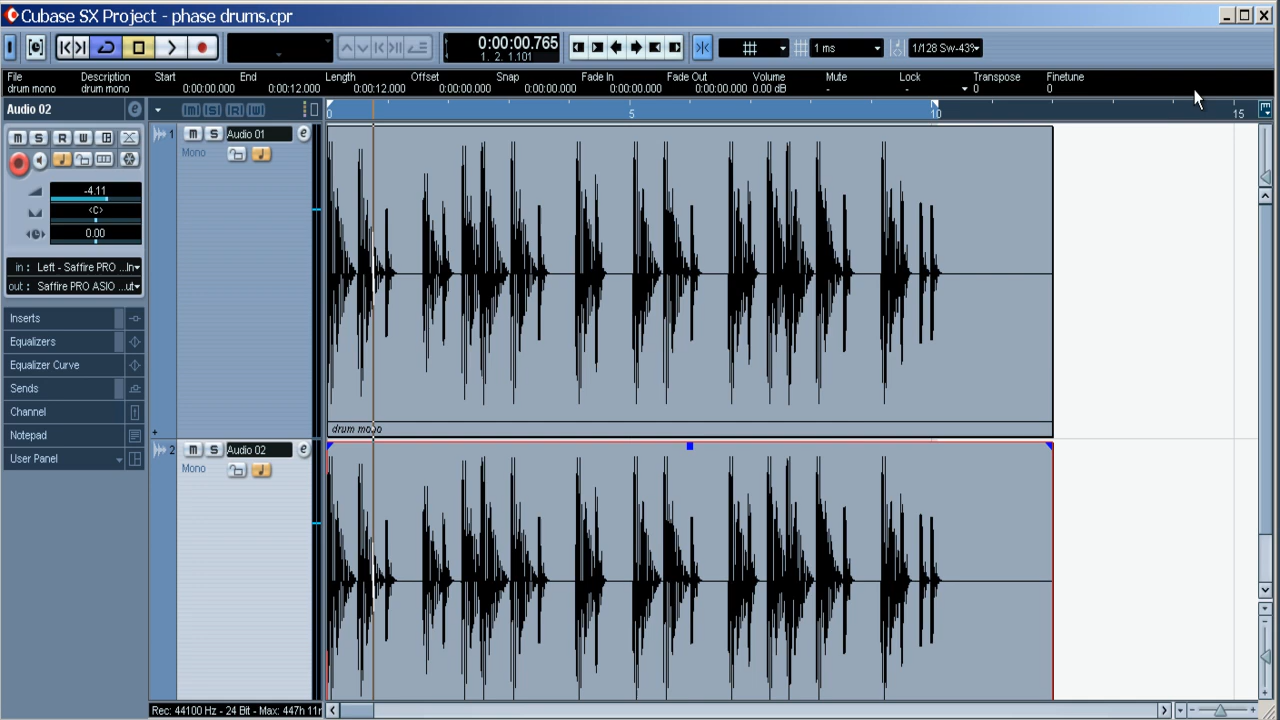 Cubase SX Project - phase drums.cpr
0:00:00.765
1. 2. 1.101
1 ms
1/128 Sw-43%
File Description Start End Length Offset Snap Fade In Fade Out Volume Mute Lock Transpose Finetune
drum mono drum mono 0:00:00.000 0:00:12.000 0:00:12.000 0:00:00.000 0:00:00.000 0:00:00.000 0:00:00.000 0.00 dB - - 0 0
Audio 02 e
m S R W
-4.11
<C>
0.00
in : Left - Saffire PRO ...In
out : Saffire PRO ASIO ...ut
Inserts
Equalizers
Equalizer Curve
Sends
Channel
Notepad
User Panel
m S R W
0 5 10 15
1 m S Audio 01 e
Mono
drum mono
2 m S Audio 02 e
Mono
Rec: 44100 Hz - 24 Bit - Max: 447h 11